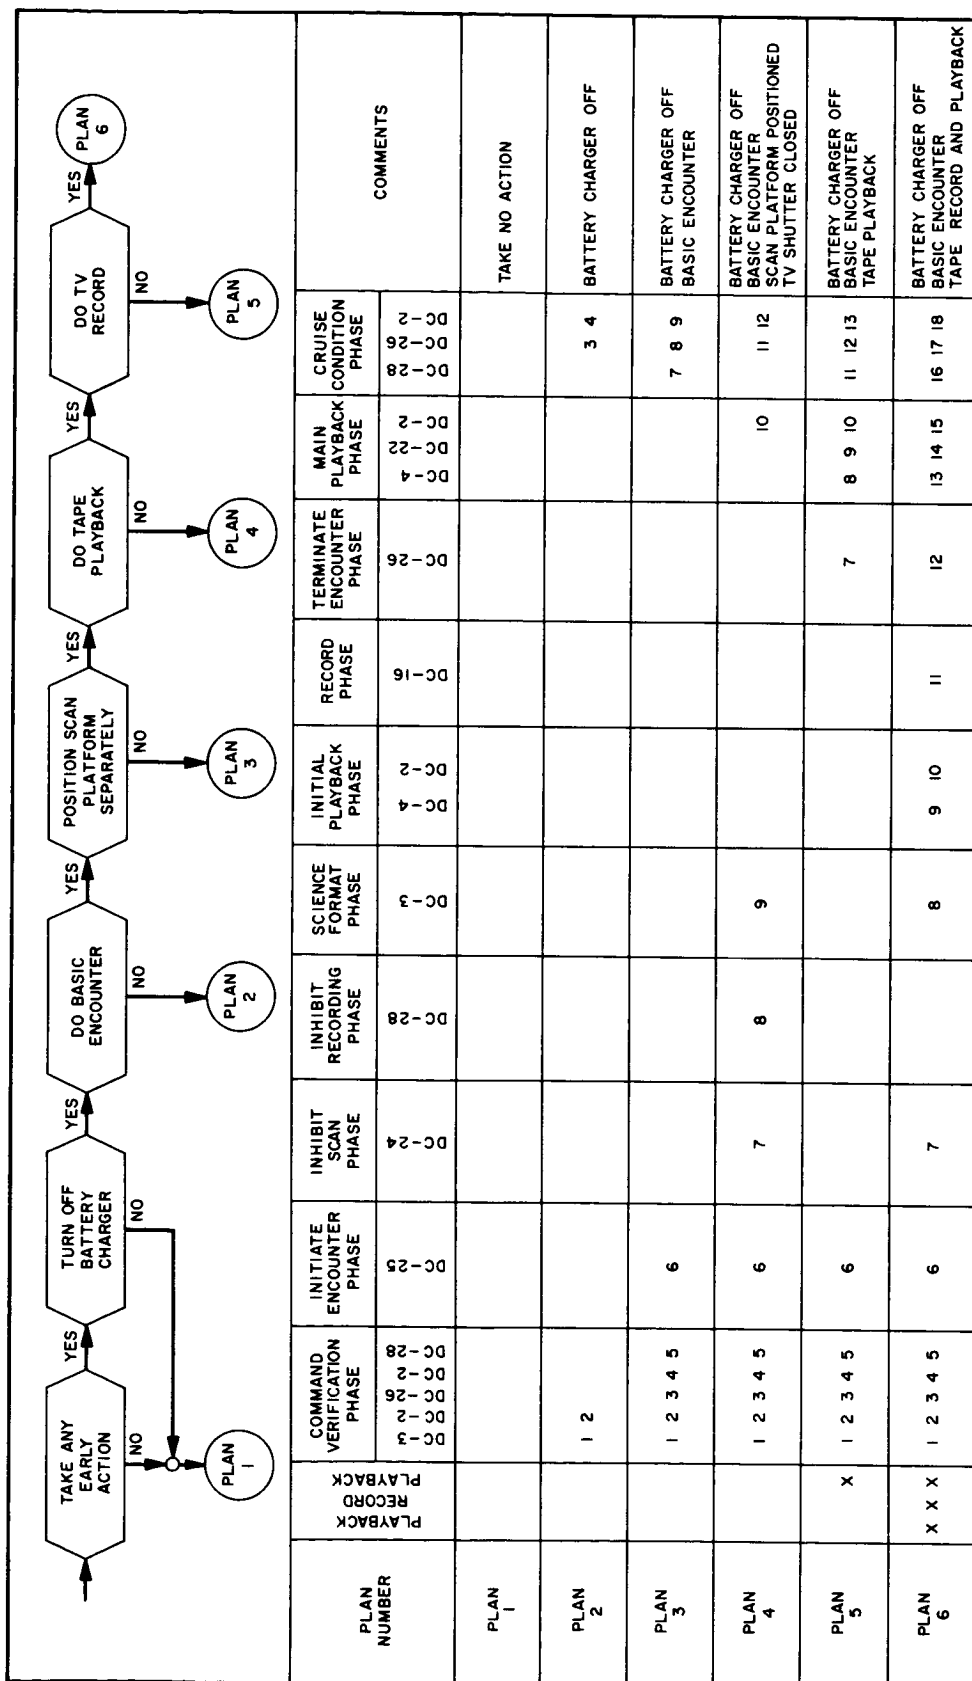 TAKE ANY
EARLY
ACTION
YES
NO
PLAN
1
TURN OFF
BATTERY
CHARGER
YES
NO
DO BASIC
ENCOUNTER
YES
NO
PLAN
2
POSITION SCAN
PLATFORM
SEPARATELY
YES
NO
PLAN
3
DO TAPE
PLAYBACK
YES
NO
PLAN
4
DO TV
RECORD
YES
NO
PLAN
5
PLAN
6
PLAN
NUMBER
PLAYBACK
RECORD
PLAYBACK
COMMAND
VERIFICATION
PHASE
DC-3
DC-2
DC-26
DC-2
DC-28
INITIATE
ENCOUNTER
PHASE
DC-25
INHIBIT
SCAN
PHASE
DC-24
INHIBIT
RECORDING
PHASE
DC-28
SCIENCE
FORMAT
PHASE
DC-3
INITIAL
PLAYBACK
PHASE
DC-4
DC-2
RECORD
PHASE
DC-16
TERMINATE
ENCOUNTER
PHASE
DC-26
MAIN
PLAYBACK
PHASE
DC-4
DC-22
DC-2
CRUISE
CONDITION
PHASE
DC-28
DC-26
DC-2
COMMENTS
PLAN
1
TAKE NO ACTION
PLAN
2
1 2
3 4
BATTERY CHARGER OFF
PLAN
3
1 2 3 4 5
6
7 8 9
BATTERY CHARGER OFF
BASIC ENCOUNTER
PLAN
4
1 2 3 4 5
6
7
8
9
10
11 12
BATTERY CHARGER OFF
BASIC ENCOUNTER
SCAN PLATFORM POSITIONED
TV SHUTTER CLOSED
PLAN
5
X
1 2 3 4 5
6
7
8 9 10
11 12 13
BATTERY CHARGER OFF
BASIC ENCOUNTER
TAPE PLAYBACK
PLAN
6
X X X
1 2 3 4 5
6
7
8
9 10
11
12
13 14 15
16 17 18
BATTERY CHARGER OFF
BASIC ENCOUNTER
TAPE RECORD AND PLAYBACK